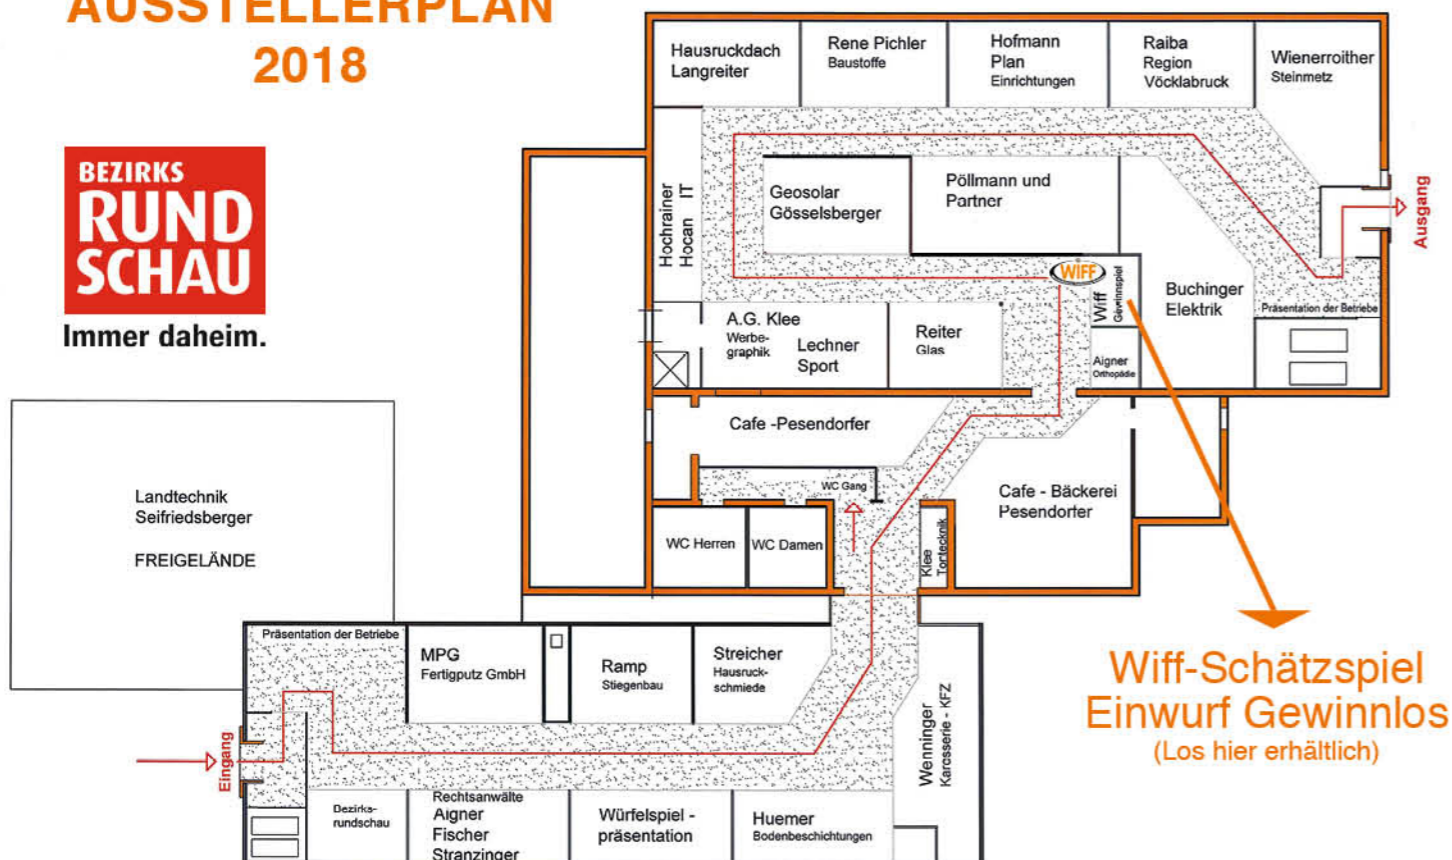 AUSSTELLERPLAN
2018
BEZIRKS
RUND
SCHAU
Immer daheim.
Hausruckdach
Langreiter
Rene Pichler
Baustoffe
Hofmann
Plan
Einrichtungen
Raiba
Region
Vöcklabruck
Wienerroither
Steinmetz
Hochrainer
Hocan IT
Geosolar
Gösselsberger
Pöllmann und
Partner
Ausgang
WIFF
Wiff
Gewinnspiel
Buchinger
Elektrik
Präsentation der Betriebe
A.G. Klee
Werbe-
graphik
Lechner
Sport
Reiter
Glas
Aigner
Orthopädie
Cafe -Pesendorfer
WC Gang
Cafe - Bäckerei
Pesendorfer
WC Herren
WC Damen
Klee
Tortecknik
Landtechnik
Seifriedsberger
FREIGELÄNDE
Präsentation der Betriebe
MPG
Fertigputz GmbH
Ramp
Stiegenbau
Streicher
Hausruck-
schmiede
Wenninger
Karosserie - KFZ
Wiff-Schätzspiel
Einwurf Gewinnlos
(Los hier erhältlich)
Eingang
Bezirks-
rundschau
Rechtsanwälte
Aigner
Fischer
Stranzinger
Würfelspiel -
präsentation
Huemer
Bodenbeschichtungen